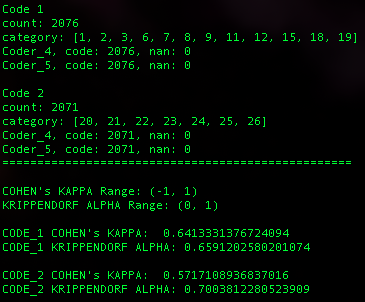 Code 1
count: 2076
category: [1, 2, 3, 6, 7, 8, 9, 11, 12, 15, 18, 19]
Coder_4, code: 2076, nan: 0
Coder_5, code: 2076, nan: 0
Code 2
count: 2071
category: [20, 21, 22, 23, 24, 25, 26]
Coder_4, code: 2071, nan: 0
Coder_5, code: 2071, nan: 0
==================================================
COHEN's KAPPA Range: (-1, 1)
KRIPPENDORF ALPHA Range: (0, 1)
CODE_1 COHEN's KAPPA:  0.6413331376724094
CODE_1 KRIPPENDORF ALPHA: 0.6591202580201074
CODE_2 COHEN's KAPPA:  0.5717108936837016
CODE_2 KRIPPENDORF ALPHA: 0.7003812280523909